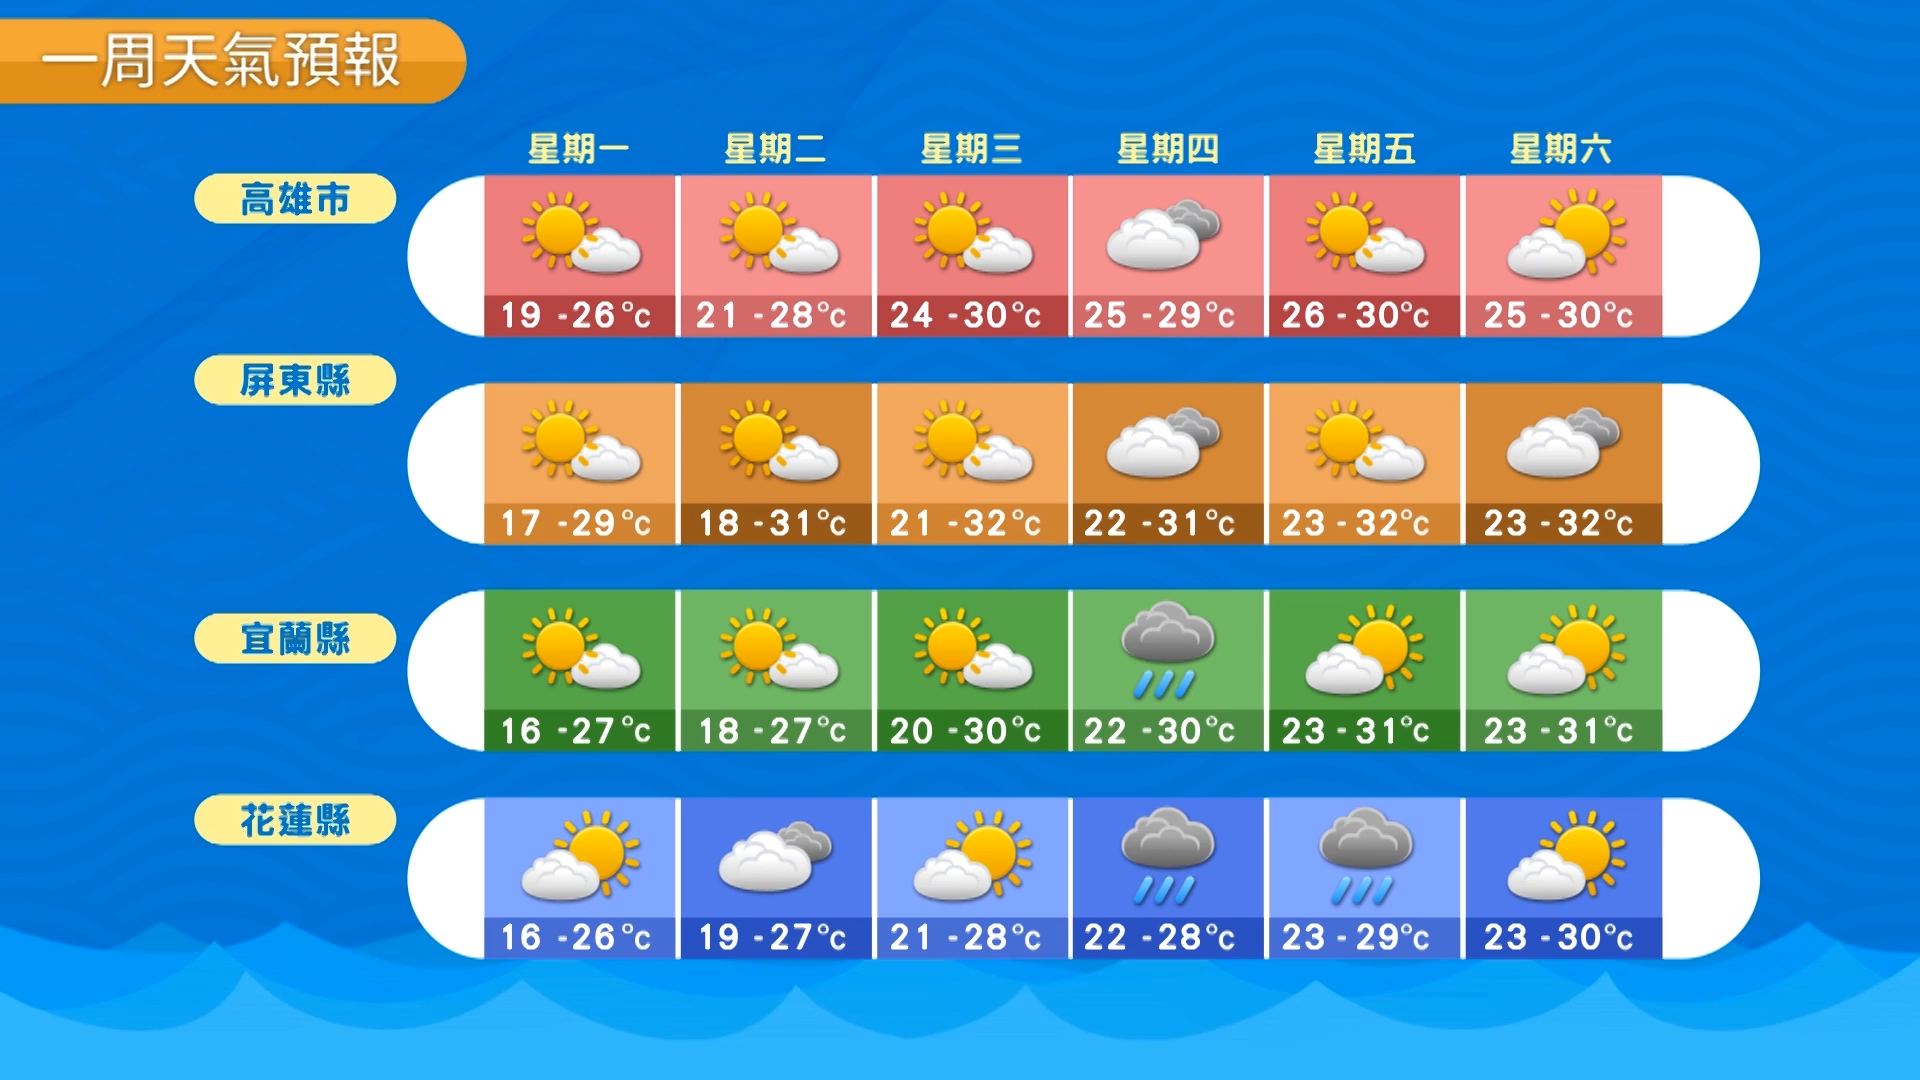 一周天氣預報
星期一 星期二 星期三 星期四 星期五 星期六
高雄市
19 -26°C 21 -28°C 24 -30°C 25 -29°C 26 - 30°C 25 - 30°C
屏東縣
17 -29°C 18 -31°C 21 -32°C 22 -31°C 23 - 32°C 23 - 32°C
宜蘭縣
16 -27°C 18 -27°C 20 -30°C 22 -30°C 23 - 31°C 23 - 31°C
花蓮縣
16 -26°C 19 -27°C 21 -28°C 22 -28°C 23 - 29°C 23 - 30°C